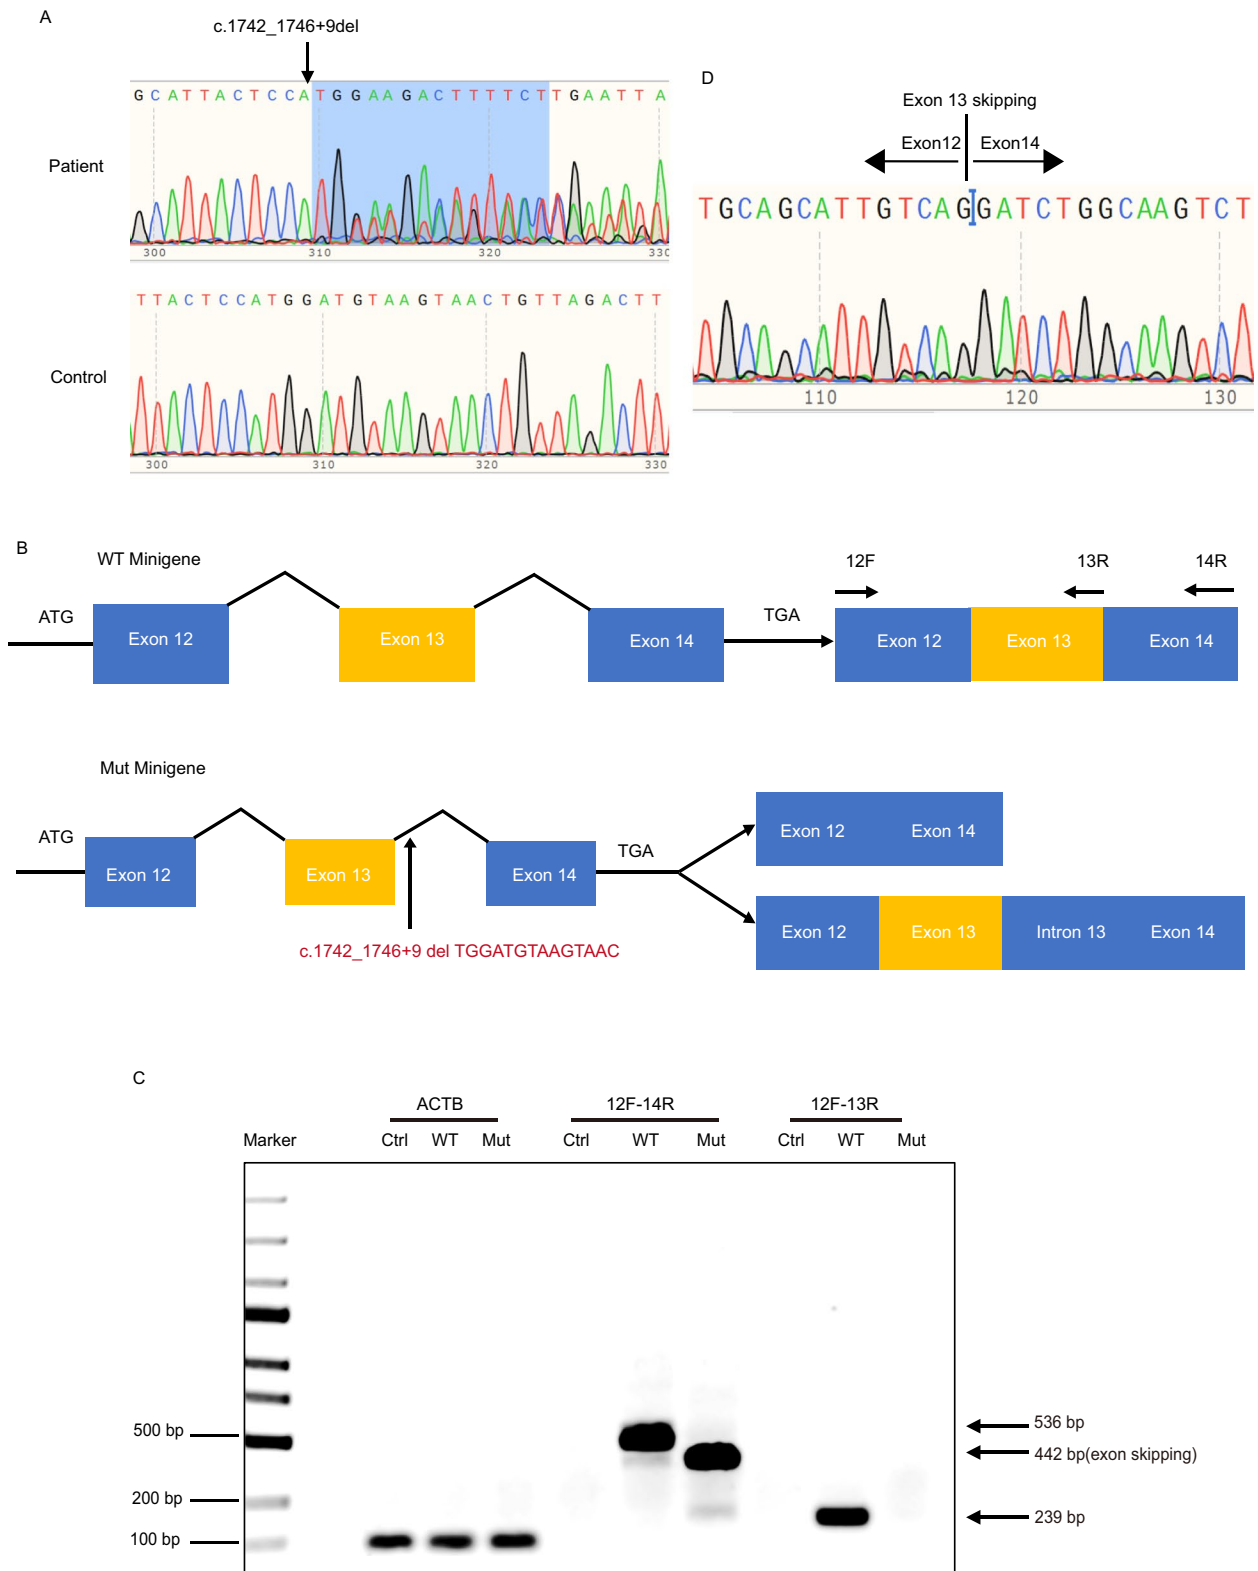 A
c.1742_1746+9del
GCATTACTCCATGGAAGACTTTTCTTGAATTA
Patient
300 310 320 330
TTACTCCATGGATGTAAGTAACTGTTAGACTT
Control
300 310 320 330
D
Exon 13 skipping
Exon12 Exon14
TGCAGCATTGTCAGGATCTGGCAAGTCT
110 120 130
B
WT Minigene
ATG
Exon 12
Exon 13
Exon 14
TGA
12F
13R
14R
Exon 12
Exon 13
Exon 14
Mut Minigene
ATG
Exon 12
Exon 13
Exon 14
TGA
c.1742_1746+9 del TGGATGTAAGTAAC
Exon 12 Exon 14
Exon 12 Exon 13 Intron 13 Exon 14
C
ACTB 12F-14R 12F-13R
Marker Ctrl WT Mut Ctrl WT Mut Ctrl WT Mut
500 bp
200 bp
100 bp
536 bp
442 bp(exon skipping)
239 bp